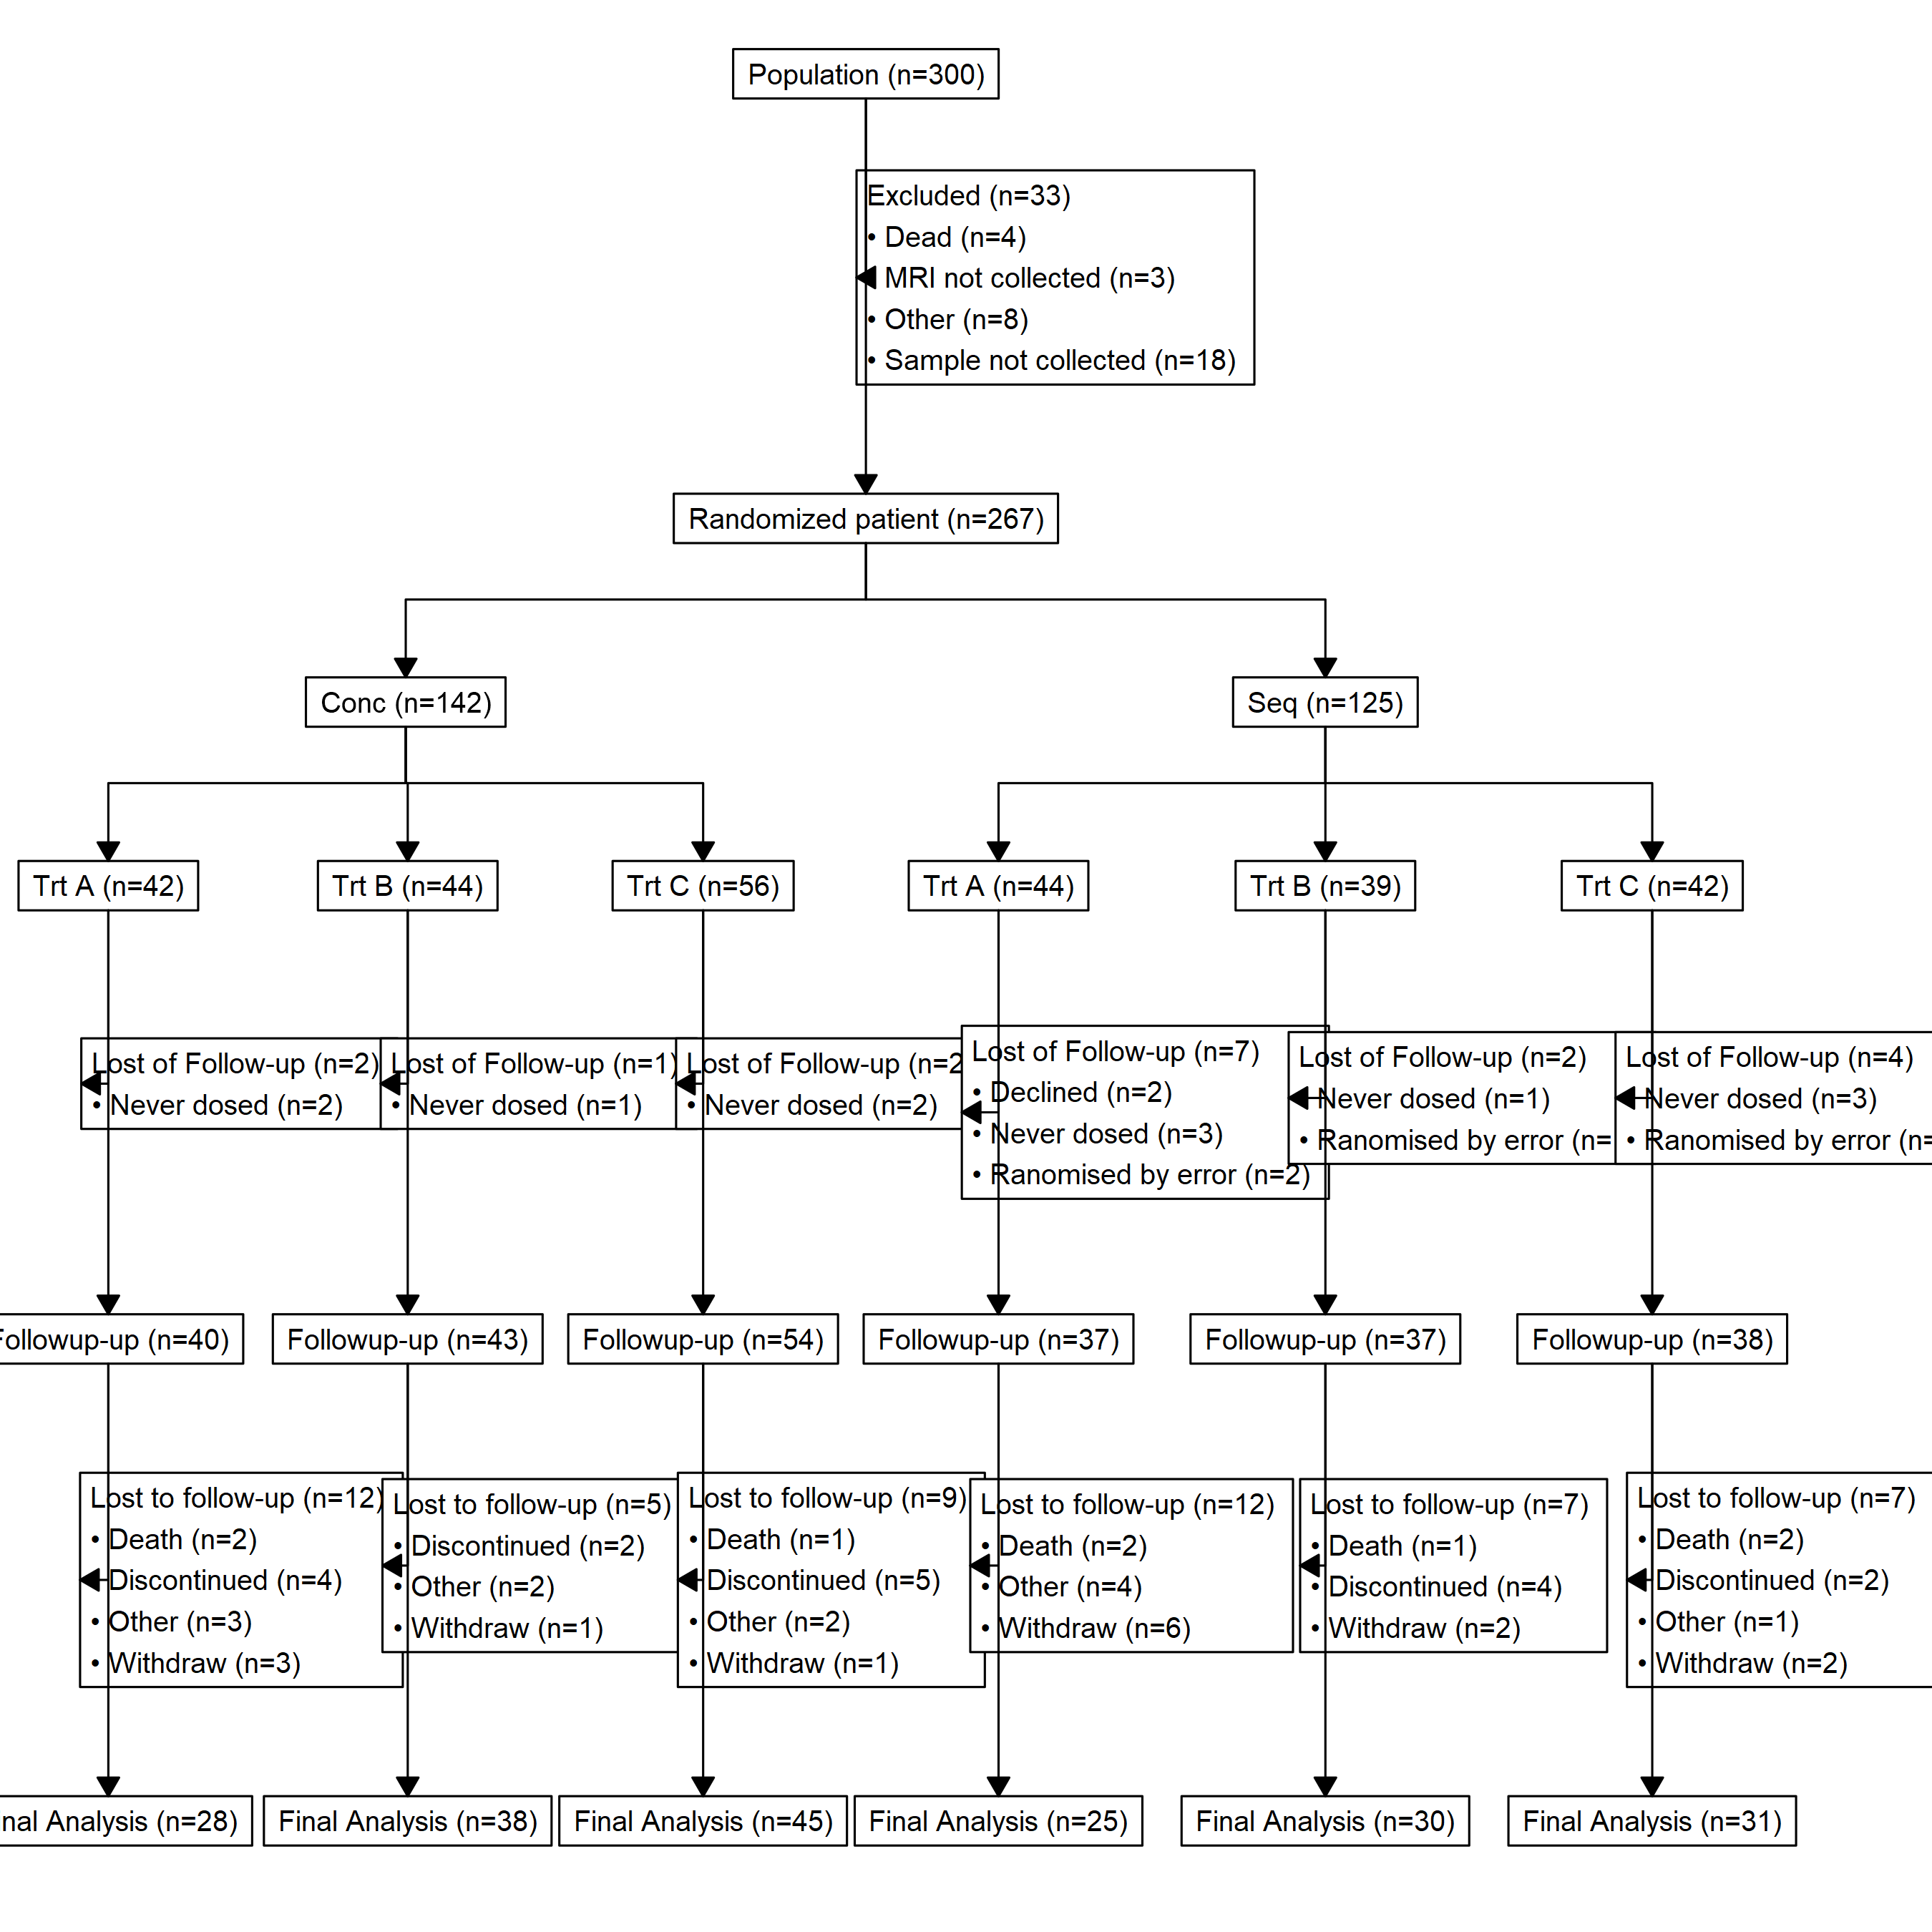 Population (n=300)
Excluded (n=33)
• Dead (n=4)
• MRI not collected (n=3)
• Other (n=8)
• Sample not collected (n=18)
Randomized patient (n=267)
Conc (n=142)
Seq (n=125)
Trt A (n=42)
Trt B (n=44)
Trt C (n=56)
Trt A (n=44)
Trt B (n=39)
Trt C (n=42)
Lost of Follow-up (n=2)
• Never dosed (n=2)
Lost of Follow-up (n=1)
• Never dosed (n=1)
Lost of Follow-up (n=2
• Never dosed (n=2)
Lost of Follow-up (n=7)
• Declined (n=2)
• Never dosed (n=3)
• Ranomised by error (n=2)
Lost of Follow-up (n=2)
• Never dosed (n=1)
• Ranomised by error (n=
Lost of Follow-up (n=4)
• Never dosed (n=3)
• Ranomised by error (n=
Followup-up (n=40)
Followup-up (n=43)
Followup-up (n=54)
Followup-up (n=37)
Followup-up (n=37)
Followup-up (n=38)
Lost to follow-up (n=12)
• Death (n=2)
• Discontinued (n=4)
• Other (n=3)
• Withdraw (n=3)
Lost to follow-up (n=5)
• Discontinued (n=2)
• Other (n=2)
• Withdraw (n=1)
Lost to follow-up (n=9)
• Death (n=1)
• Discontinued (n=5)
• Other (n=2)
• Withdraw (n=1)
Lost to follow-up (n=12)
• Death (n=2)
• Other (n=4)
• Withdraw (n=6)
Lost to follow-up (n=7)
• Death (n=1)
• Discontinued (n=4)
• Withdraw (n=2)
Lost to follow-up (n=7)
• Death (n=2)
• Discontinued (n=2)
• Other (n=1)
• Withdraw (n=2)
nal Analysis (n=28)
Final Analysis (n=38)
Final Analysis (n=45)
Final Analysis (n=25)
Final Analysis (n=30)
Final Analysis (n=31)